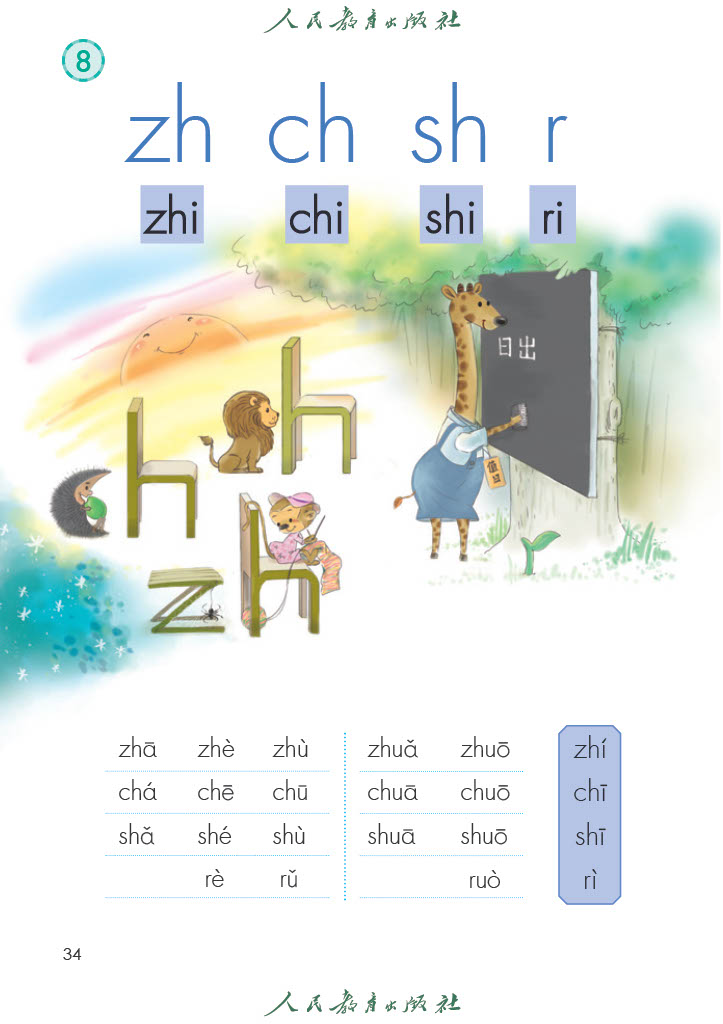 人民教育出版社
8
zh ch sh r
zhi chi shi ri
日出
值日
zhā zhè zhù zhuǎ zhuō zhí
chá chē chū chuā chuō chī
shǎ shé shù shuā shuō shī
rè rǔ ruò rì
34
人民教育出版社